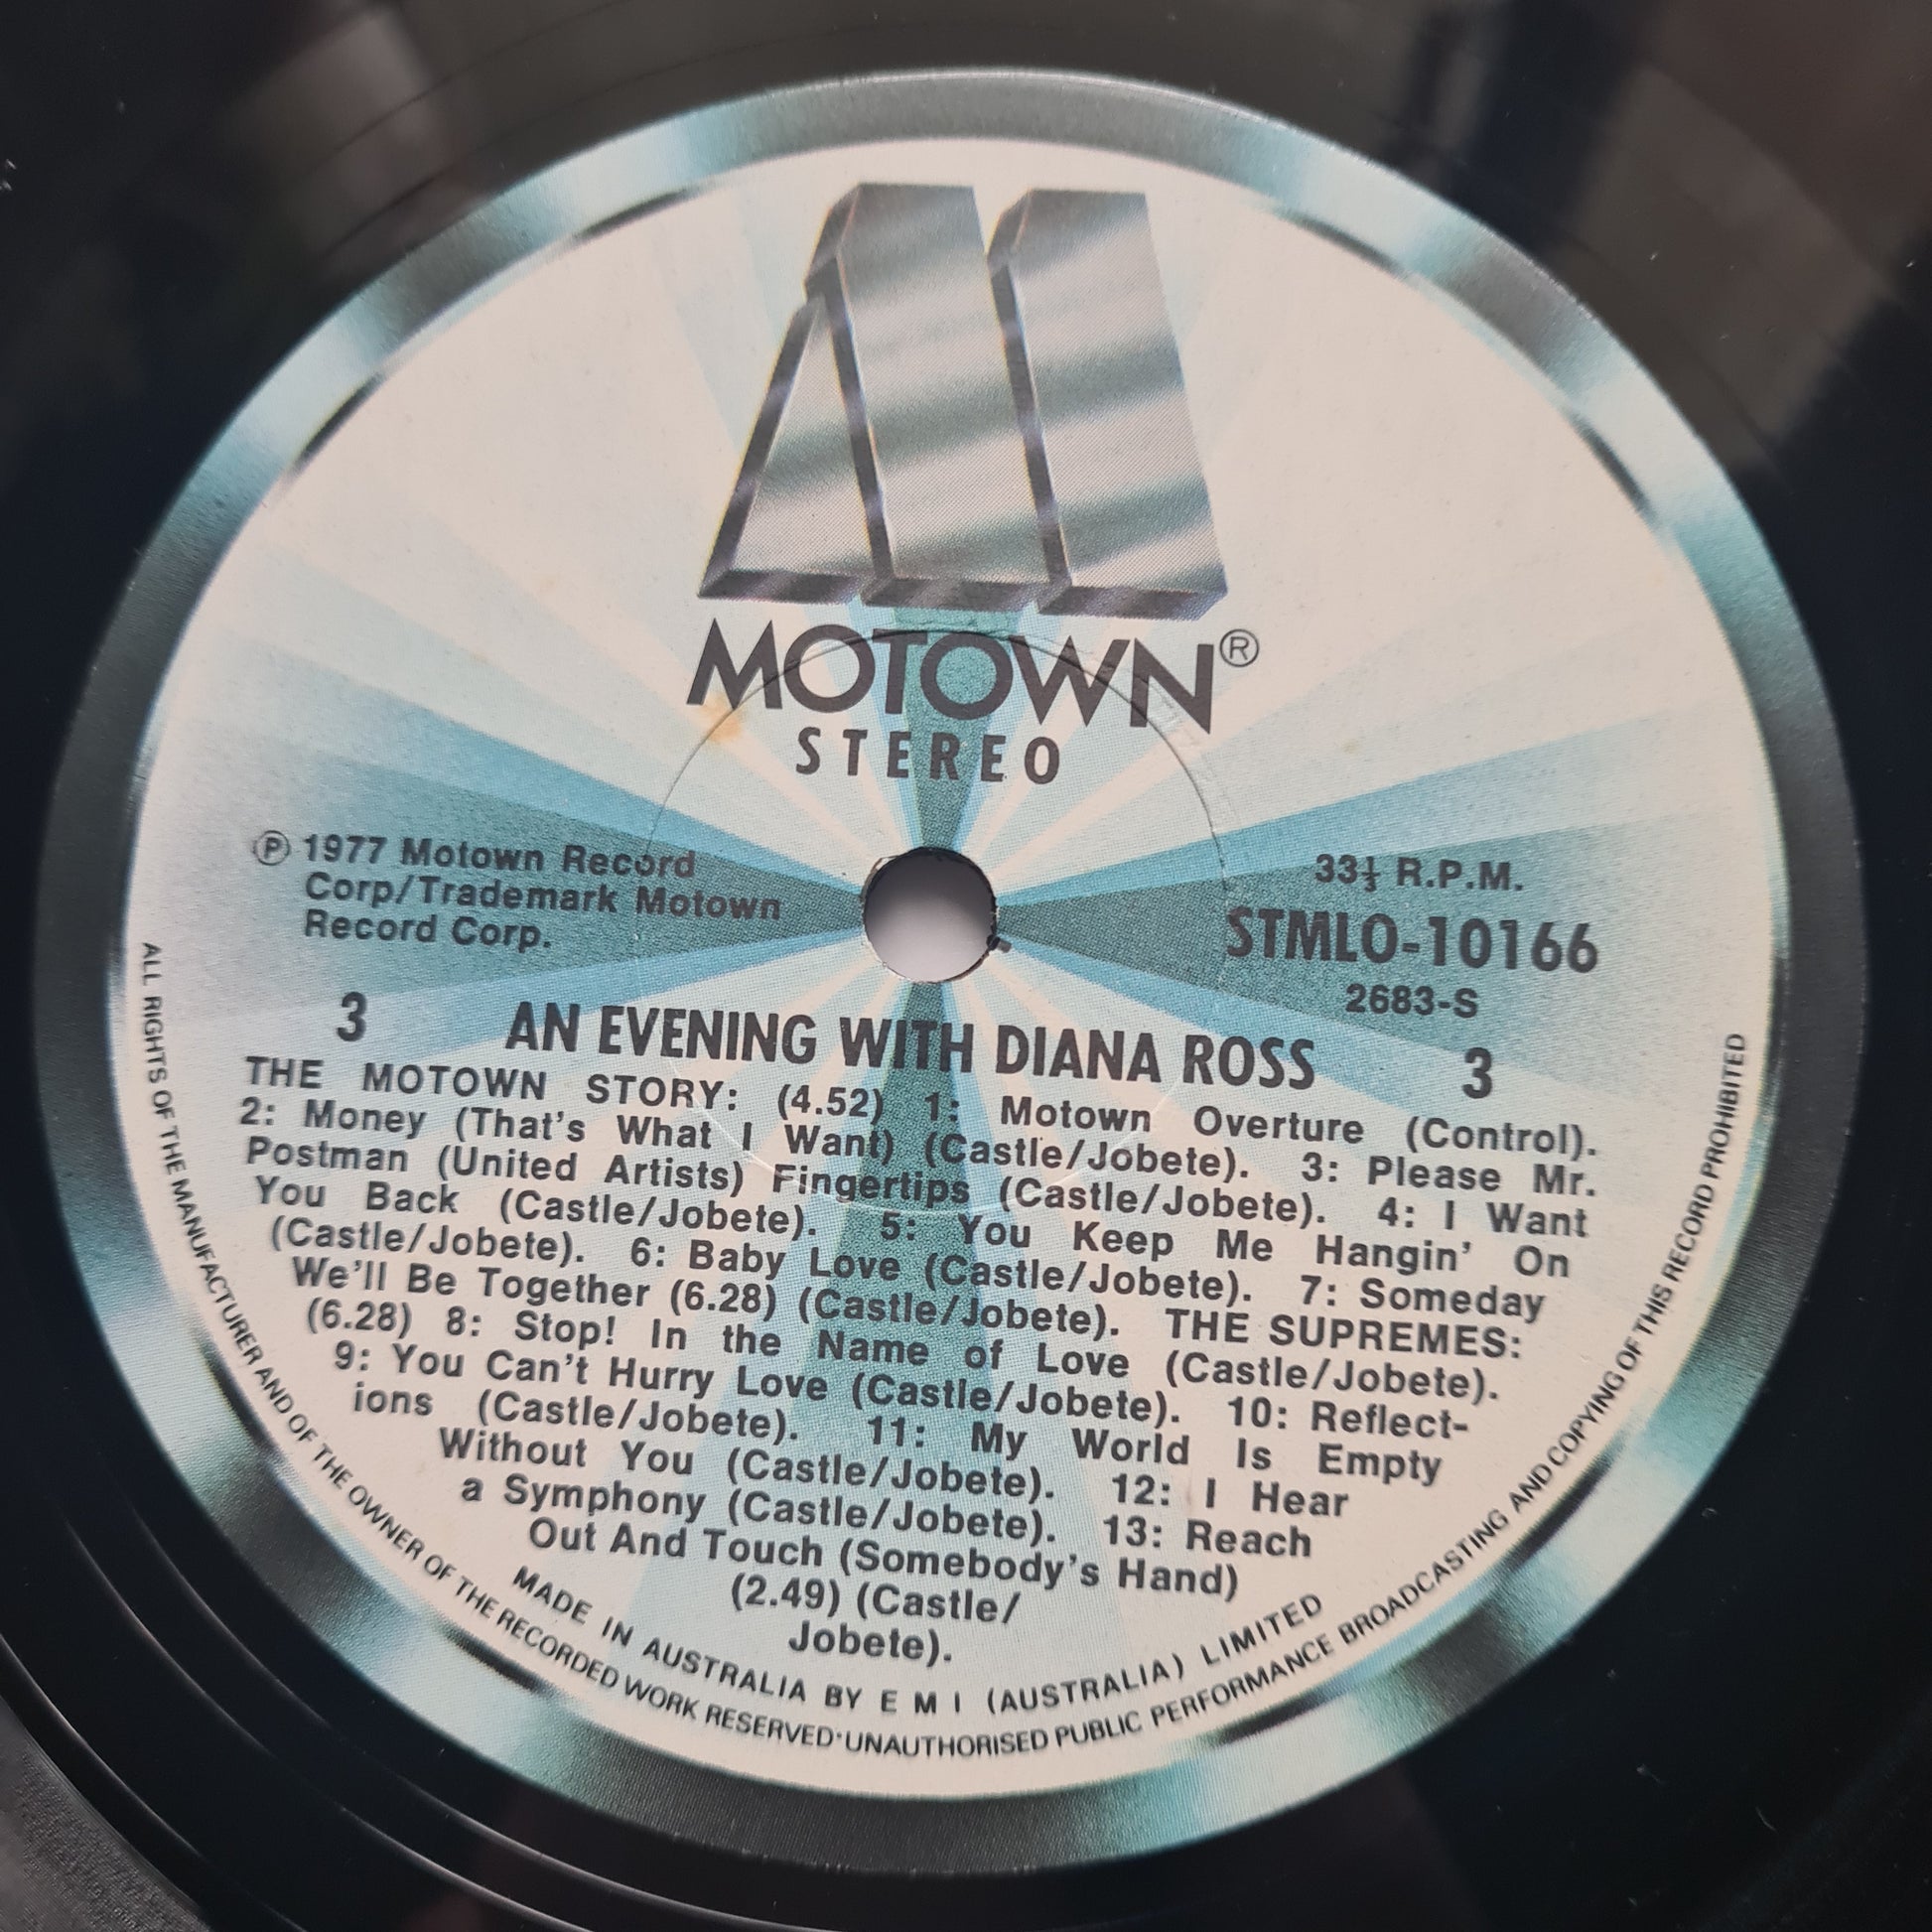 MOTOWN®
STEREO
℗ 1977 Motown Record
Corp/Trademark Motown
Record Corp.
33⅓ R.P.M.
STMLO-10166
2683-S
3 AN EVENING WITH DIANA ROSS 3
THE MOTOWN STORY: (4.52) 1: Motown Overture (Control).
2: Money (That's What I Want) (Castle/Jobete). 3: Please Mr.
Postman (United Artists) Fingertips (Castle/Jobete). 4: I Want
You Back (Castle/Jobete). 5: You Keep Me Hangin' On
(Castle/Jobete). 6: Baby Love (Castle/Jobete). 7: Someday
We'll Be Together (6.28) (Castle/Jobete). THE SUPREMES:
(6.28) 8: Stop! In the Name of Love (Castle/Jobete).
9: You Can't Hurry Love (Castle/Jobete). 10: Reflect-
ions (Castle/Jobete). 11: My World Is Empty
Without You (Castle/Jobete). 12: I Hear
a Symphony (Castle/Jobete). 13: Reach
Out And Touch (Somebody's Hand)
(2.49) (Castle/
Jobete).
MADE IN AUSTRALIA BY E M I (AUSTRALIA) LIMITED
ALL RIGHTS OF THE MANUFACTURER AND OF THE OWNER OF THE RECORDED WORK RESERVED·UNAUTHORISED PUBLIC PERFORMANCE BROADCASTING AND COPYING OF THIS RECORD PROHIBITED